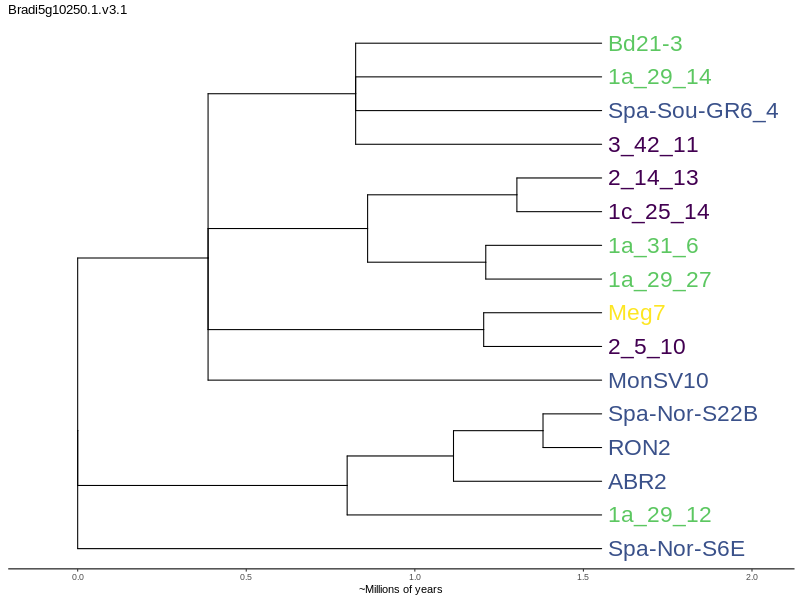 Bradi5g10250.1.v3.1
Bd21-3
1a_29_14
Spa-Sou-GR6_4
3_42_11
2_14_13
1c_25_14
1a_31_6
1a_29_27
Meg7
2_5_10
MonSV10
Spa-Nor-S22B
RON2
ABR2
1a_29_12
Spa-Nor-S6E
0.0 0.5 1.0 1.5 2.0
~Millions of years